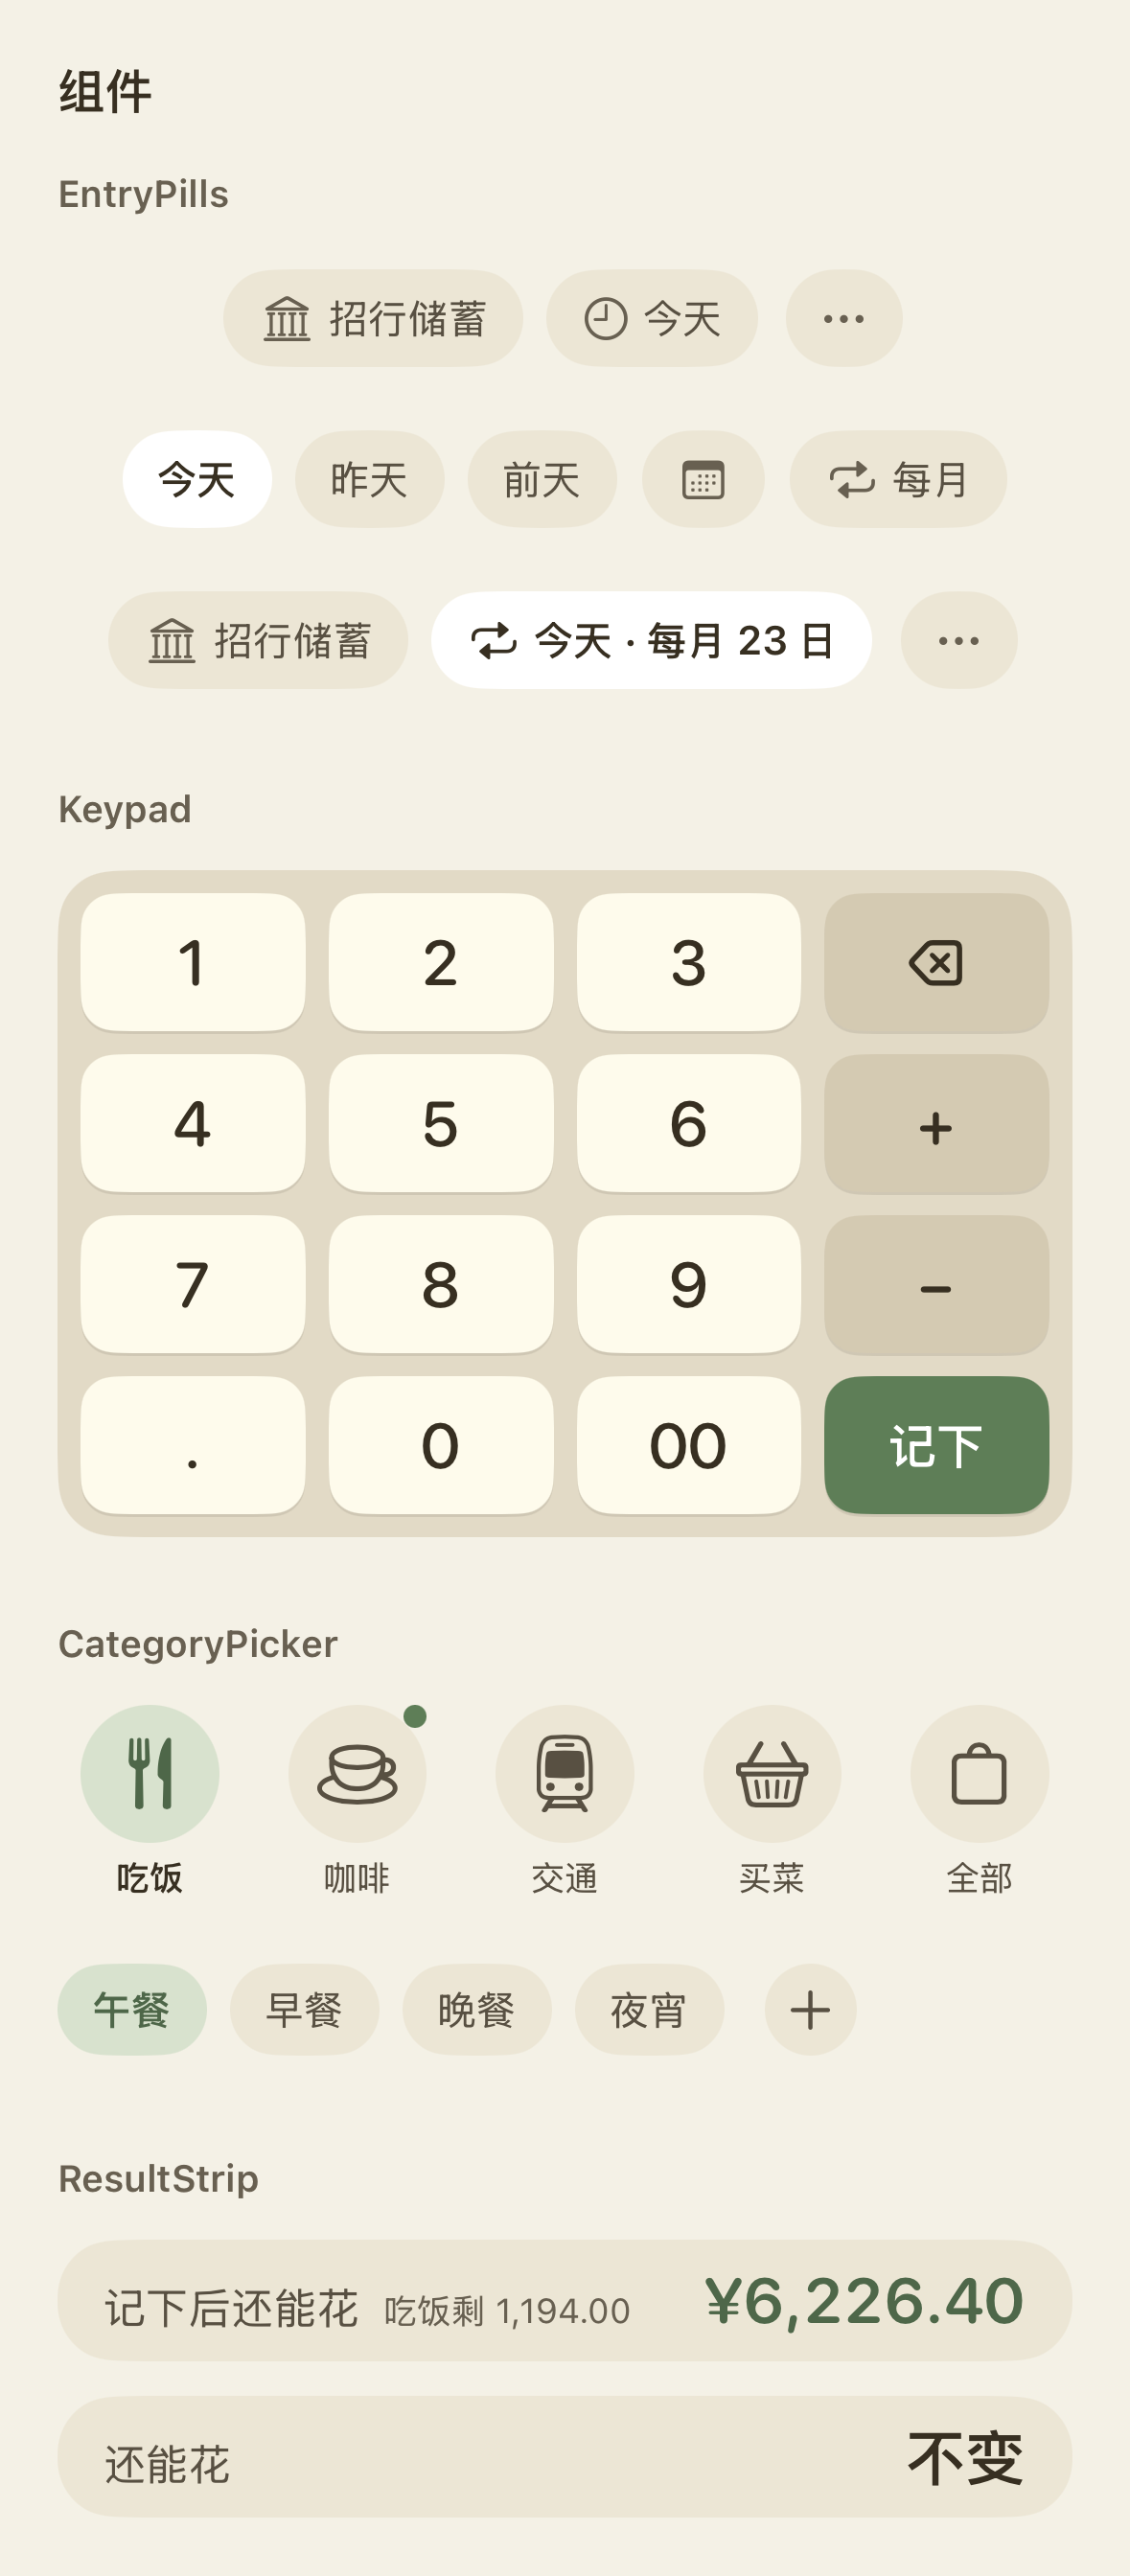 组件
EntryPills
招行储蓄 今天 ···
今天 昨天 前天 每月
招行储蓄 今天 · 每月 23 日 ···
Keypad
1 2 3
4 5 6 +
7 8 9 −
. 0 00 记下
CategoryPicker
吃饭 咖啡 交通 买菜 全部
午餐 早餐 晚餐 夜宵 +
ResultStrip
记下后还能花 吃饭剩 1,194.00 ¥6,226.40
还能花 不变